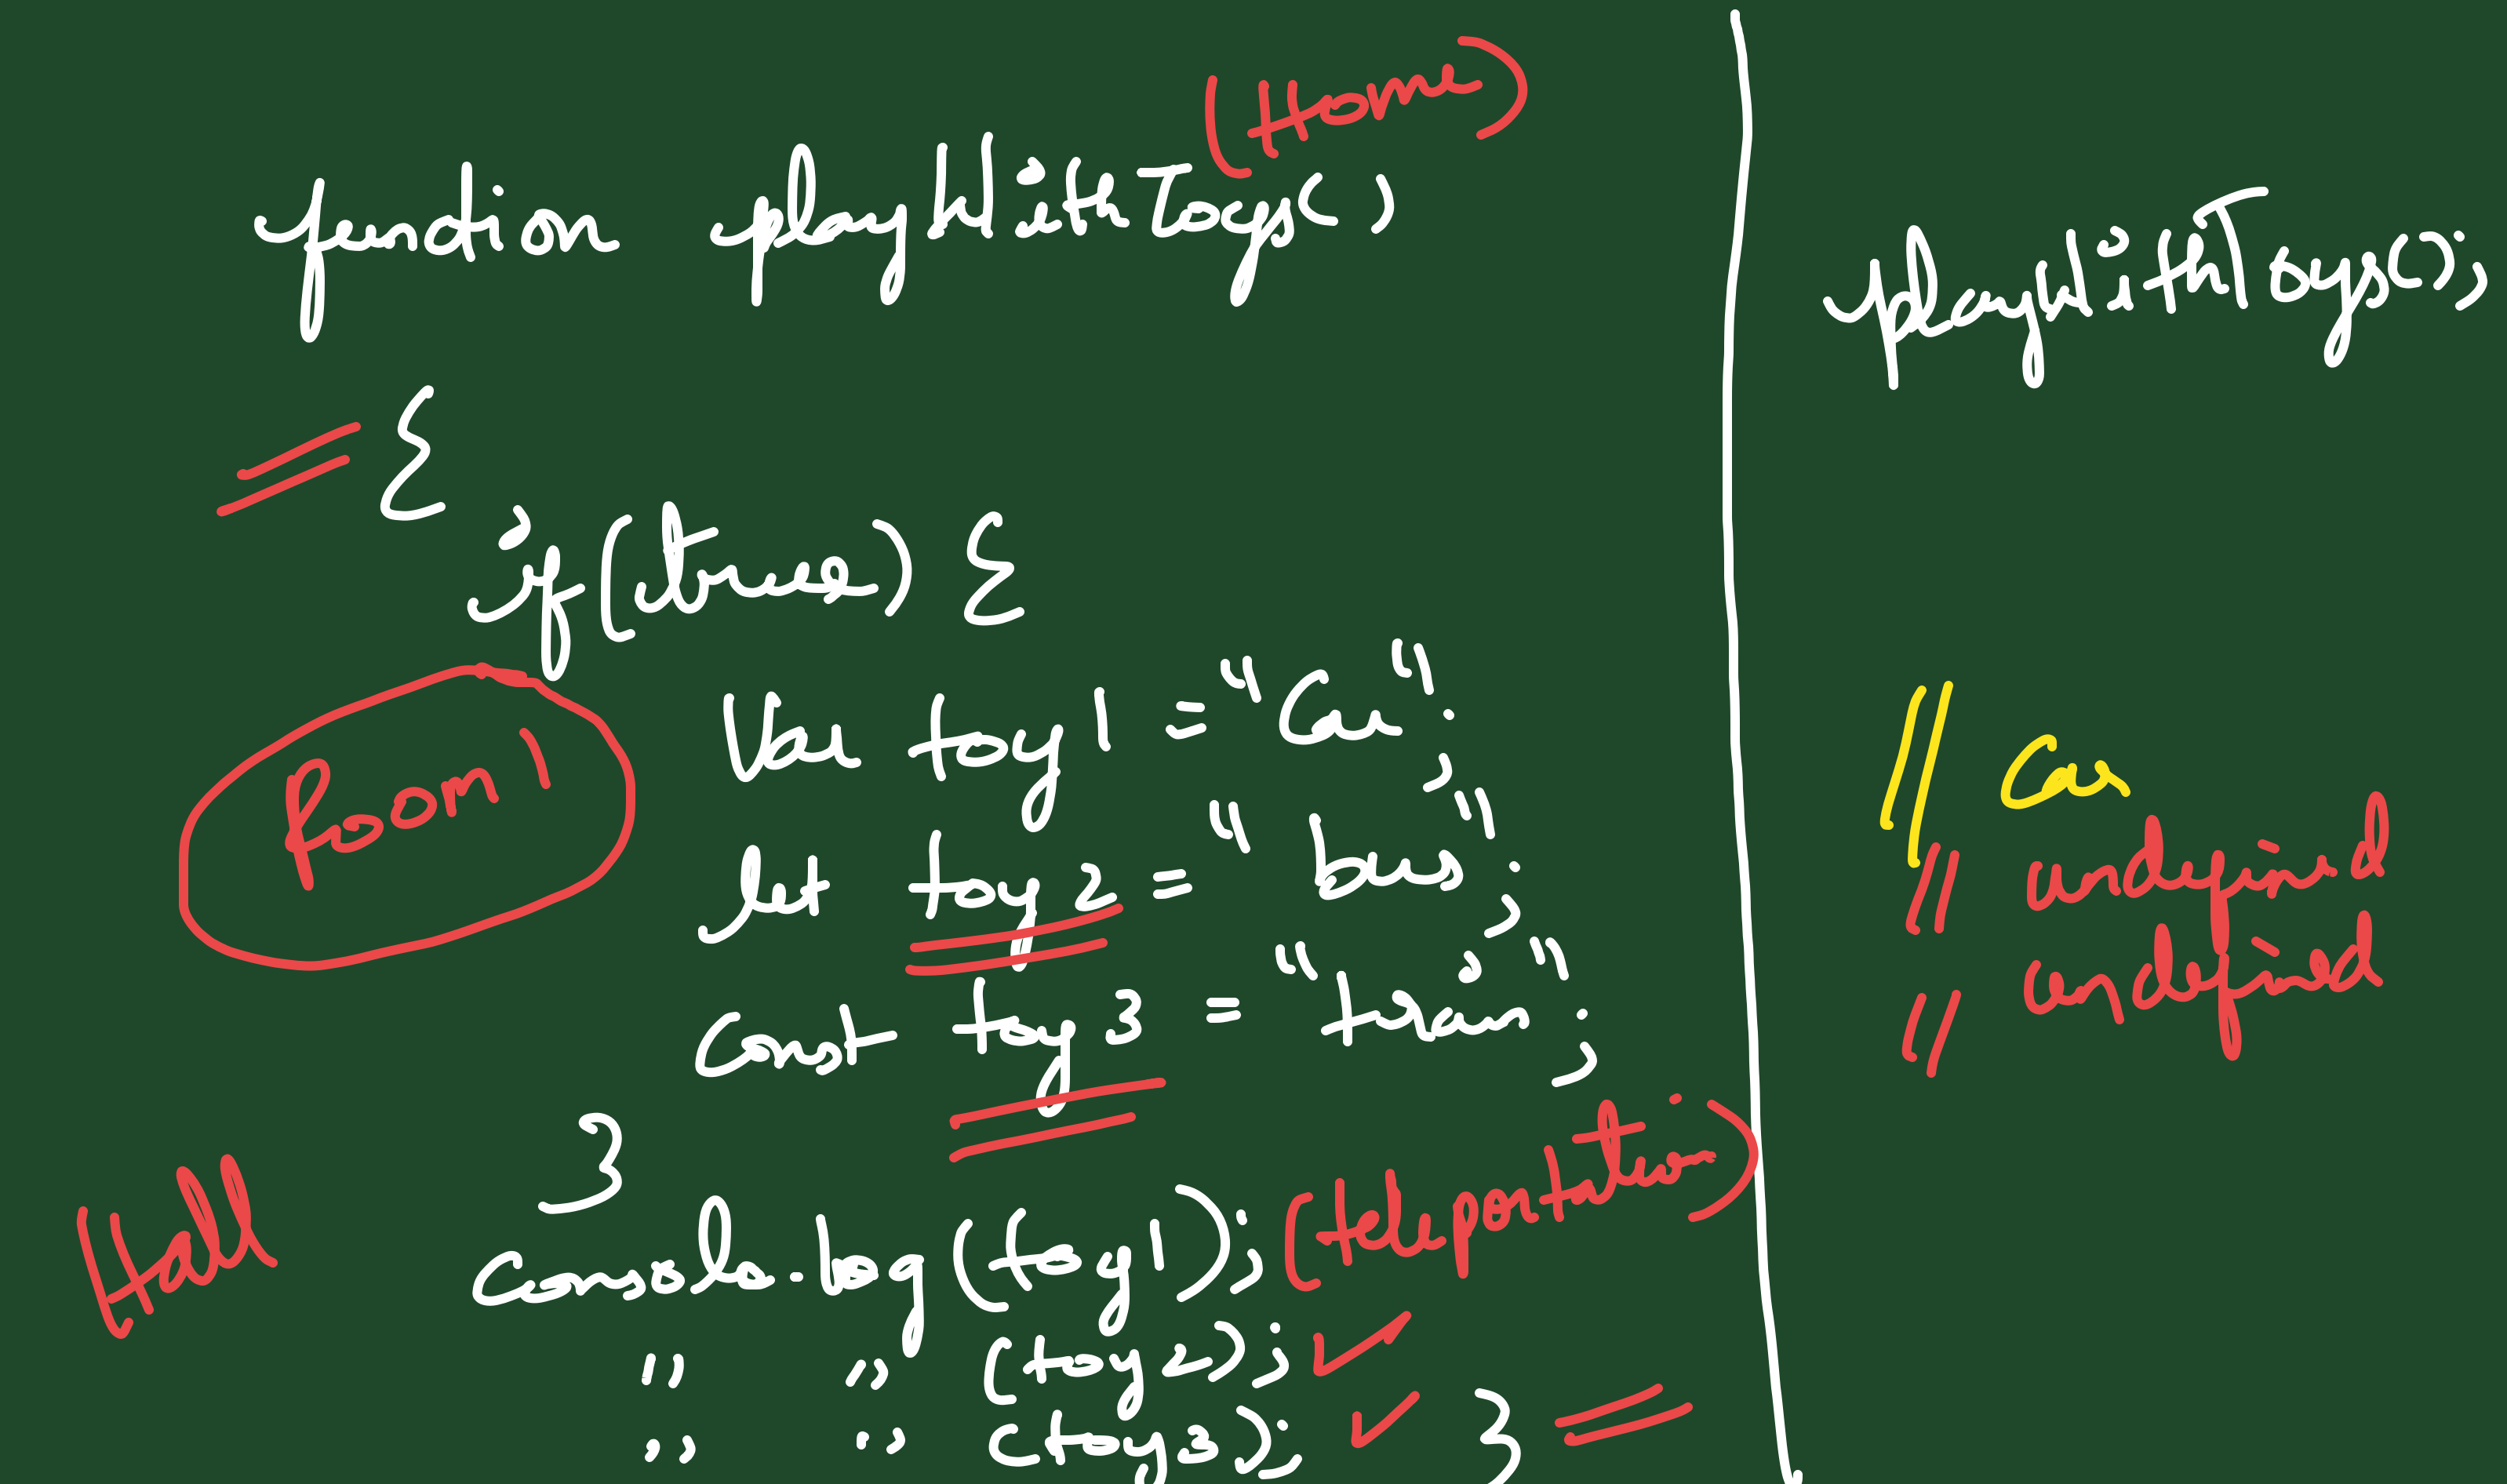 (Home)
function playWithToys()
{
if(true) {
Room 1
Var toy1 = "Car";
let toy2 = "bus";
const toy3 = "train";
}
Hall
console.log(toy1); (teleportation)
" " (toy2); ✓
" " (toy3); ✓ }
playWithToys();
// Car
// undefined
// undefined